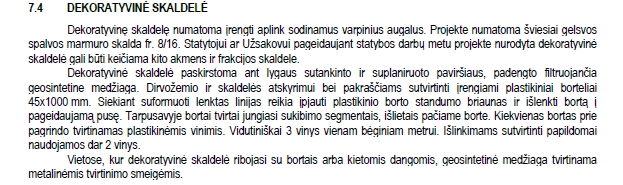 7.4 DEKORATYVINĖ SKALDELĖ
Dekoratyvinę skaldelę numatoma įrengti aplink sodinamus varpinius augalus. Projekte numatoma šviesiai gelsvos
spalvos marmuro skalda fr. 8/16. Statytojui ar Užsakovui pageidaujant statybos darbų metu projekte nurodyta dekoratyvinė
skaldelė gali būti keičiama kito akmens ir frakcijos skaldele.
Dekoratyvinė skaldelė paskirstoma ant lygaus sutankinto ir suplaniruoto paviršiaus, padengto filtruojančia
geosintetine medžiaga. Dirvožemio ir skaldelės atskyrimui bei pakraščiams sutvirtinti įrengiami plastikiniai borteliai
45x1000 mm. Siekiant suformuoti lenktas linijas reikia įpjauti plastikinio borto standumo briaunas ir išlenkti bortą į
pageidaujamą pusę. Tarpusavyje bortai tvirtai jungiasi sukibimo segmentais, išlietais pačiame borte. Kiekvienas bortas prie
pagrindo tvirtinamas plastikinėmis vinimis. Vidutiniškai 3 vinys vienam bėginiam metrui. Išlinkimams sutvirtinti papildomai
naudojamos dar 2 vinys.
Vietose, kur dekoratyvinė skaldelė ribojasi su bortais arba kietomis dangomis, geosintetinė medžiaga tvirtinama
metalinėmis tvirtinimo smeigėmis.